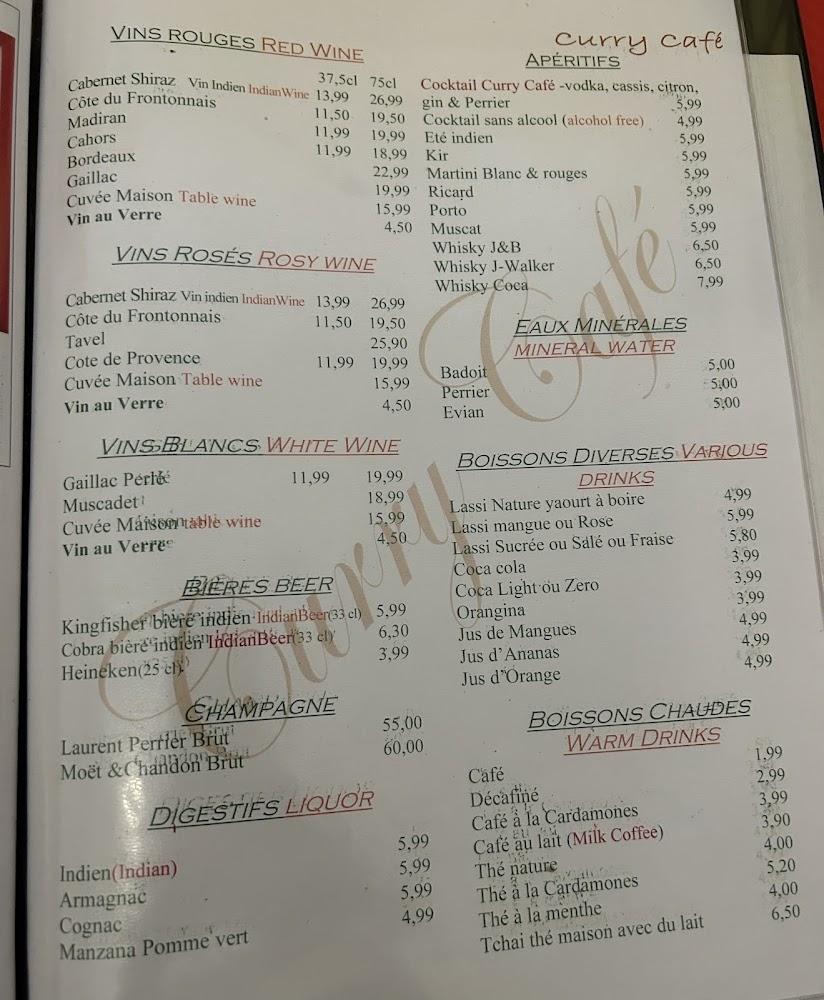 VINS ROUGES RED WINE
37,5cl 75cl
Cabernet Shiraz Vin Indien IndianWine 13,99 26,99
Côte du Frontonnais 11,50 19,50
Madiran 11,99 19,99
Cahors 11,99 18,99
Bordeaux 22,99
Gaillac 19,99
Cuvée Maison Table wine 15,99
Vin au Verre 4,50
VINS ROSÉS ROSY WINE
Cabernet Shiraz Vin indien IndianWine 13,99 26,99
Côte du Frontonnais 11,50 19,50
Tavel 25,90
Cote de Provence 11,99 19,99
Cuvée Maison Table wine 15,99
Vin au Verre 4,50
VINS BLANCS WHITE WINE
Gaillac Perlé 11,99 19,99
Muscadet 18,99
Cuvée Maison table wine 15,99
Vin au Verre 4,50
BIÈRES BEER
Kingfisher bière indien IndianBeer(33 cl) 5,99
Cobra bière indien IndianBeer(33 cl) 6,30
Heineken(25 cl) 3,99
CHAMPAGNE
Laurent Perrier Brut 55,00
Moët &Chandon Brut 60,00
DIGESTIFS LIQUOR
Indien(Indian) 5,99
Armagnac 5,99
Cognac 5,99
Manzana Pomme vert 4,99
Curry Café
APÉRITIFS
Cocktail Curry Café -vodka, cassis, citron,
gin & Perrier 5,99
Cocktail sans alcool (alcohol free) 4,99
Eté indien 5,99
Kir 5,99
Martini Blanc & rouges 5,99
Ricard 5,99
Porto 5,99
Muscat 5,99
Whisky J&B 6,50
Whisky J-Walker 6,50
Whisky Coca 7,99
EAUX MINÉRALES
MINERAL WATER
Badoit 5,00
Perrier 5,00
Evian 5,00
BOISSONS DIVERSES VARIOUS
DRINKS
Lassi Nature yaourt à boire 4,99
Lassi mangue ou Rose 5,99
Lassi Sucrée ou Salé ou Fraise 5,80
Coca cola 3,99
Coca Light ou Zero 3,99
Orangina 3,99
Jus de Mangues 4,99
Jus d'Ananas 4,99
Jus d'Orange 4,99
BOISSONS CHAUDES
WARM DRINKS
Café 1,99
Décafiné 2,99
Café à la Cardamones 3,99
Café au lait (Milk Coffee) 3,90
Thé nature 4,00
Thé à la Cardamones 5,20
Thé à la menthe 4,00
Tchai thé maison avec du lait 6,50
Curry Café